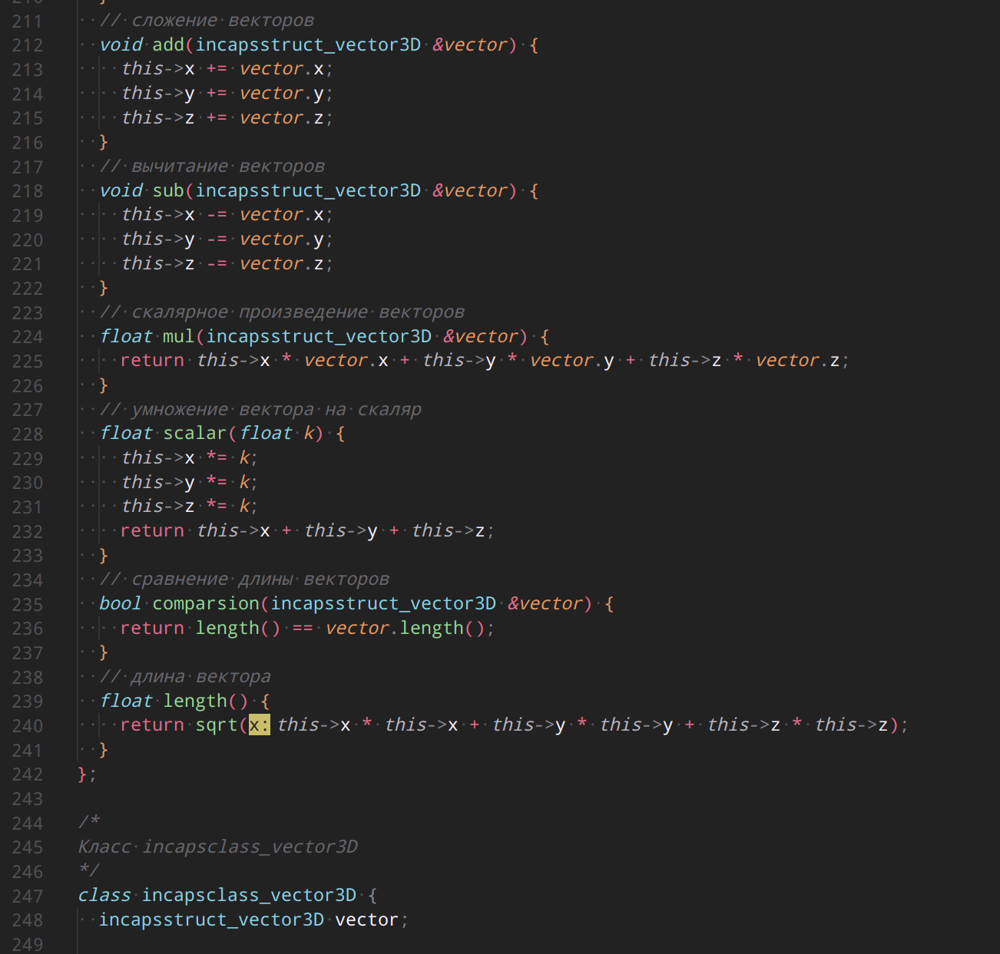 211 // сложение векторов
212 void add(incapsstruct_vector3D &vector) {
213 this->x += vector.x;
214 this->y += vector.y;
215 this->z += vector.z;
216 }
217 // вычитание векторов
218 void sub(incapsstruct_vector3D &vector) {
219 this->x -= vector.x;
220 this->y -= vector.y;
221 this->z -= vector.z;
222 }
223 // скалярное произведение векторов
224 float mul(incapsstruct_vector3D &vector) {
225 return this->x * vector.x + this->y * vector.y + this->z * vector.z;
226 }
227 // умножение вектора на скаляр
228 float scalar(float k) {
229 this->x *= k;
230 this->y *= k;
231 this->z *= k;
232 return this->x + this->y + this->z;
233 }
234 // сравнение длины векторов
235 bool comparsion(incapsstruct_vector3D &vector) {
236 return length() == vector.length();
237 }
238 // длина вектора
239 float length() {
240 return sqrt(x: this->x * this->x + this->y * this->y + this->z * this->z);
241 }
242 };
243
244 /*
245 Класс incapsclass_vector3D
246 */
247 class incapsclass_vector3D {
248 incapsstruct_vector3D vector;
249